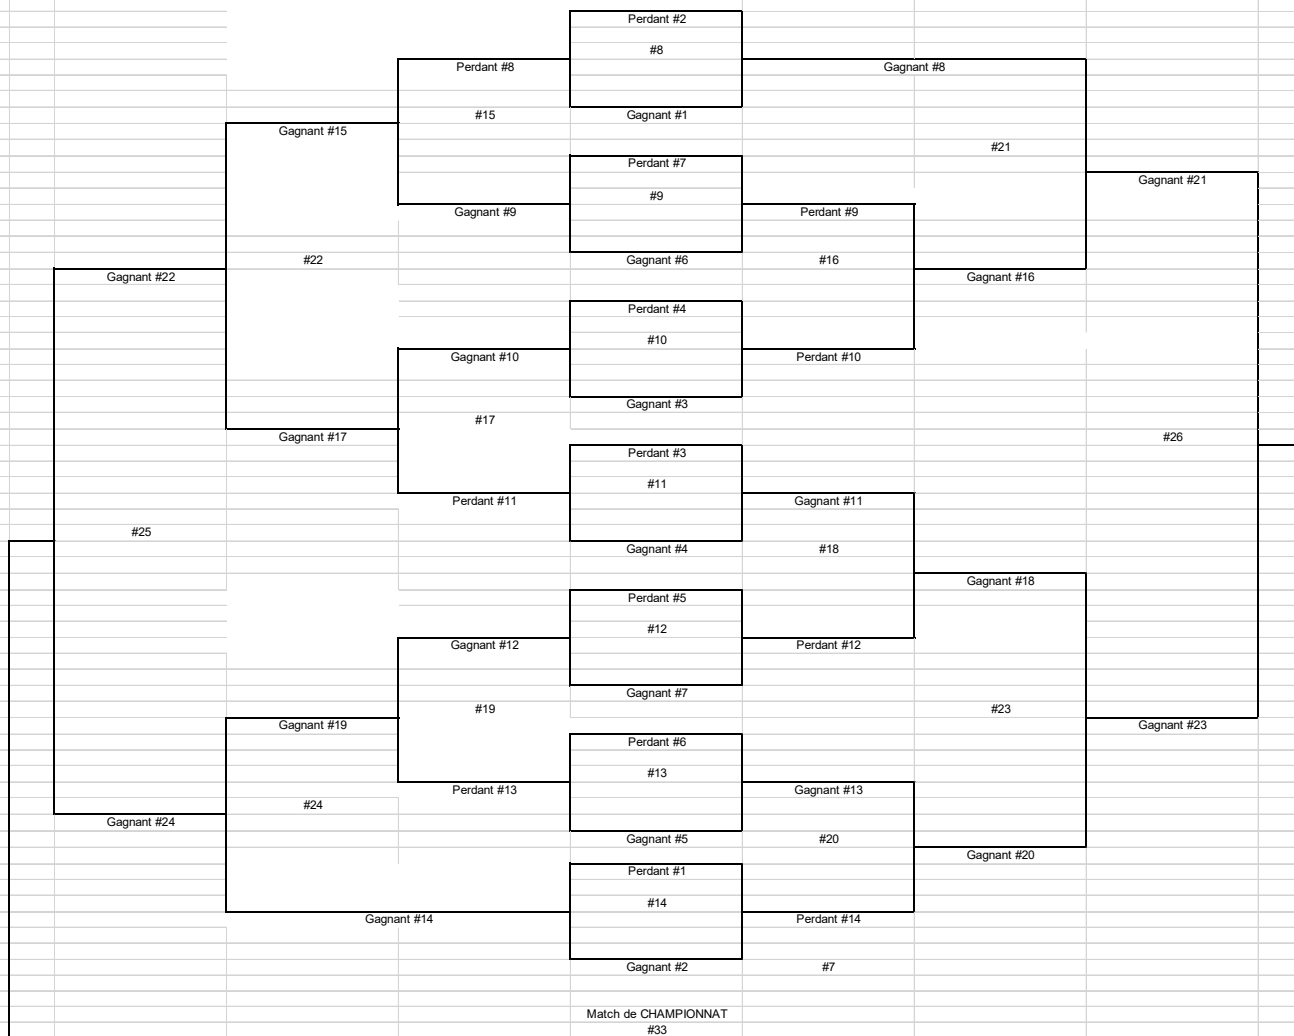 Perdant #2
#8
Perdant #8 Gagnant #8
#15 Gagnant #1
Gagnant #15
#21
Perdant #7
Gagnant #21
#9
Gagnant #9 Perdant #9
#22 Gagnant #6 #16
Gagnant #22 Gagnant #16
Perdant #4
#10
Gagnant #10 Perdant #10
Gagnant #3
#17
Gagnant #17 #26
Perdant #3
#11
Perdant #11 Gagnant #11
#25
Gagnant #4 #18
Gagnant #18
Perdant #5
#12
Gagnant #12 Perdant #12
Gagnant #7
#19 #23
Gagnant #19 Gagnant #23
Perdant #6
#13
Perdant #13 Gagnant #13
#24
Gagnant #24
Gagnant #5 #20
Gagnant #20
Perdant #1
#14
Gagnant #14 Perdant #14
Gagnant #2 #7
Match de CHAMPIONNAT
#33